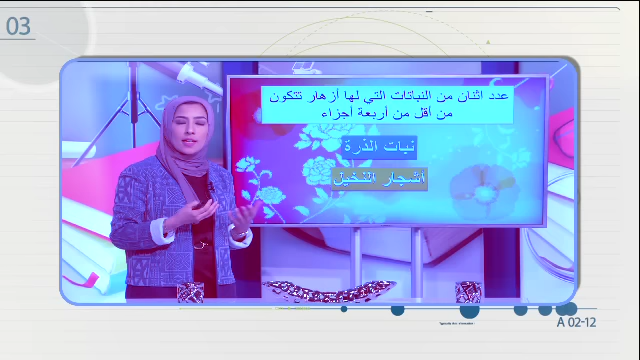 03
عدد اثنان من النباتات التي لها أزهار تتكون
من أقل من أربعة أجزاء
نبات الذرة
أشجار النخيل
A 02-12